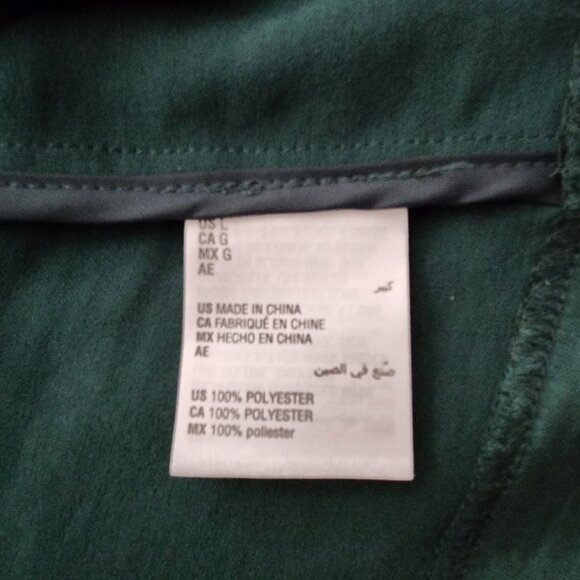 US L
CA G
MX G
AE
كبير
US MADE IN CHINA
CA FABRIQUÉ EN CHINE
MX HECHO EN CHINA
AE
صُنع في الصين
US 100% POLYESTER
CA 100% POLYESTER
MX 100% poliester